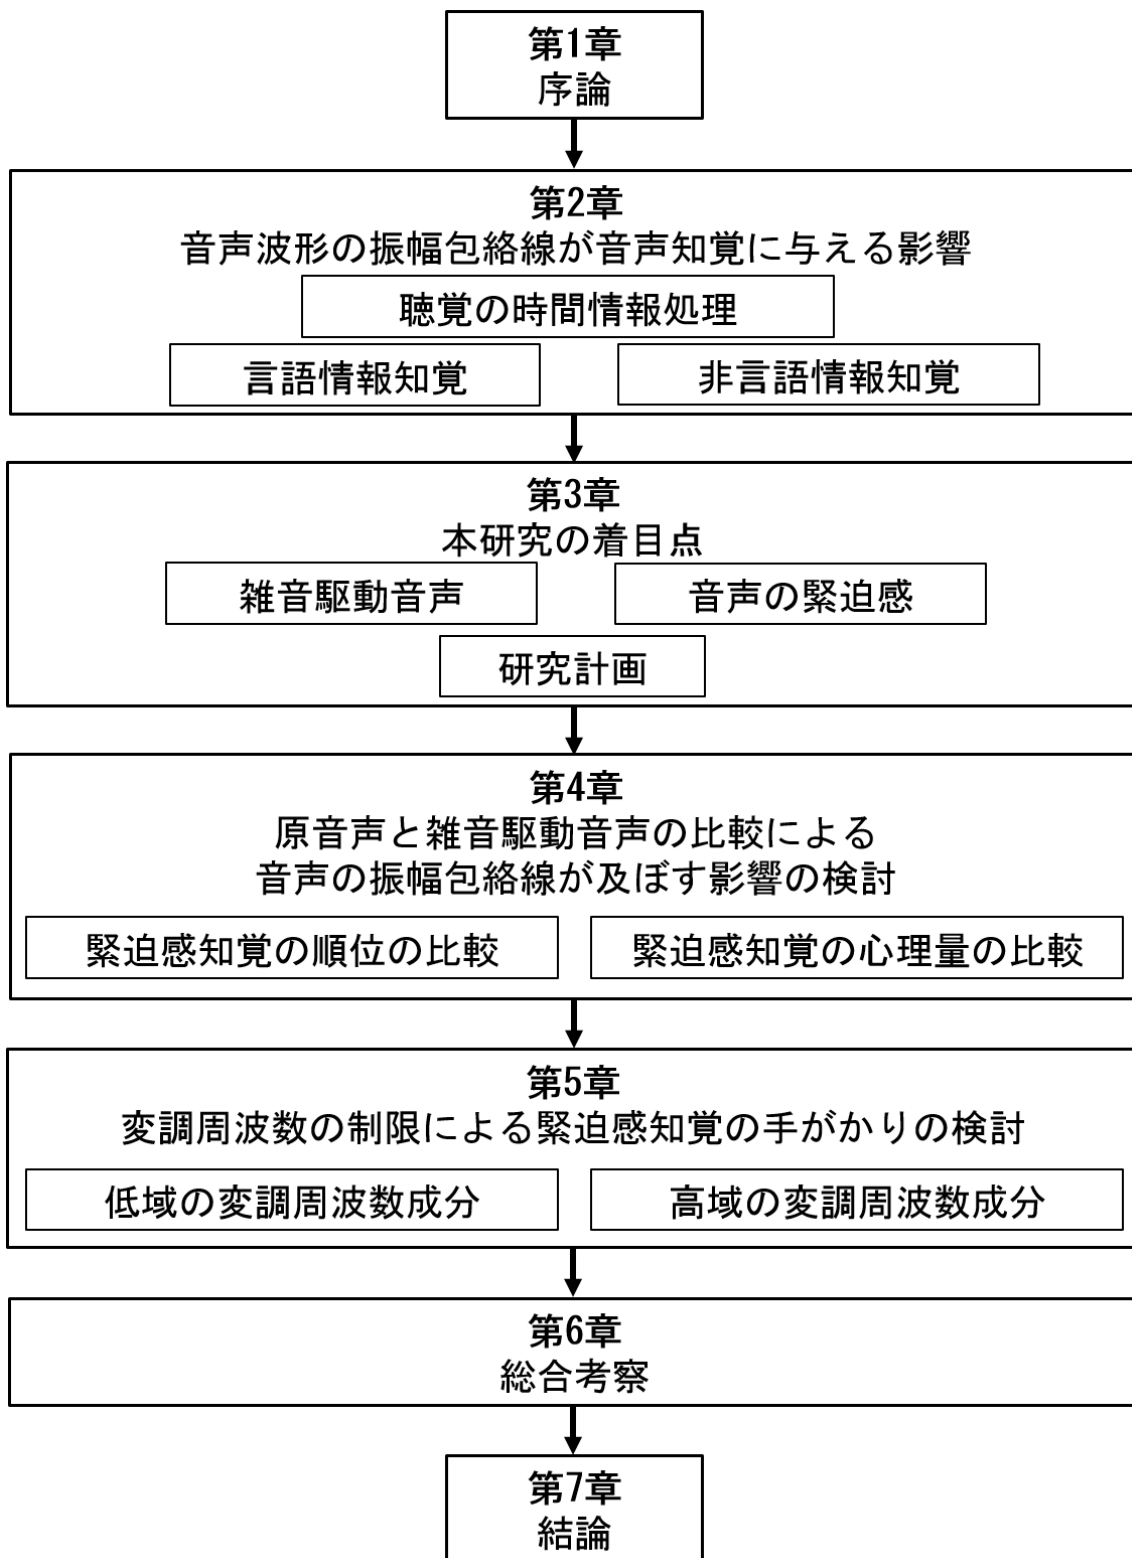 第1章
序論
第2章
音声波形の振幅包絡線が音声知覚に与える影響
聴覚の時間情報処理
言語情報知覚
非言語情報知覚
第3章
本研究の着目点
雑音駆動音声
音声の緊迫感
研究計画
第4章
原音声と雑音駆動音声の比較による
音声の振幅包絡線が及ぼす影響の検討
緊迫感知覚の順位の比較
緊迫感知覚の心理量の比較
第5章
変調周波数の制限による緊迫感知覚の手がかりの検討
低域の変調周波数成分
高域の変調周波数成分
第6章
総合考察
第7章
結論